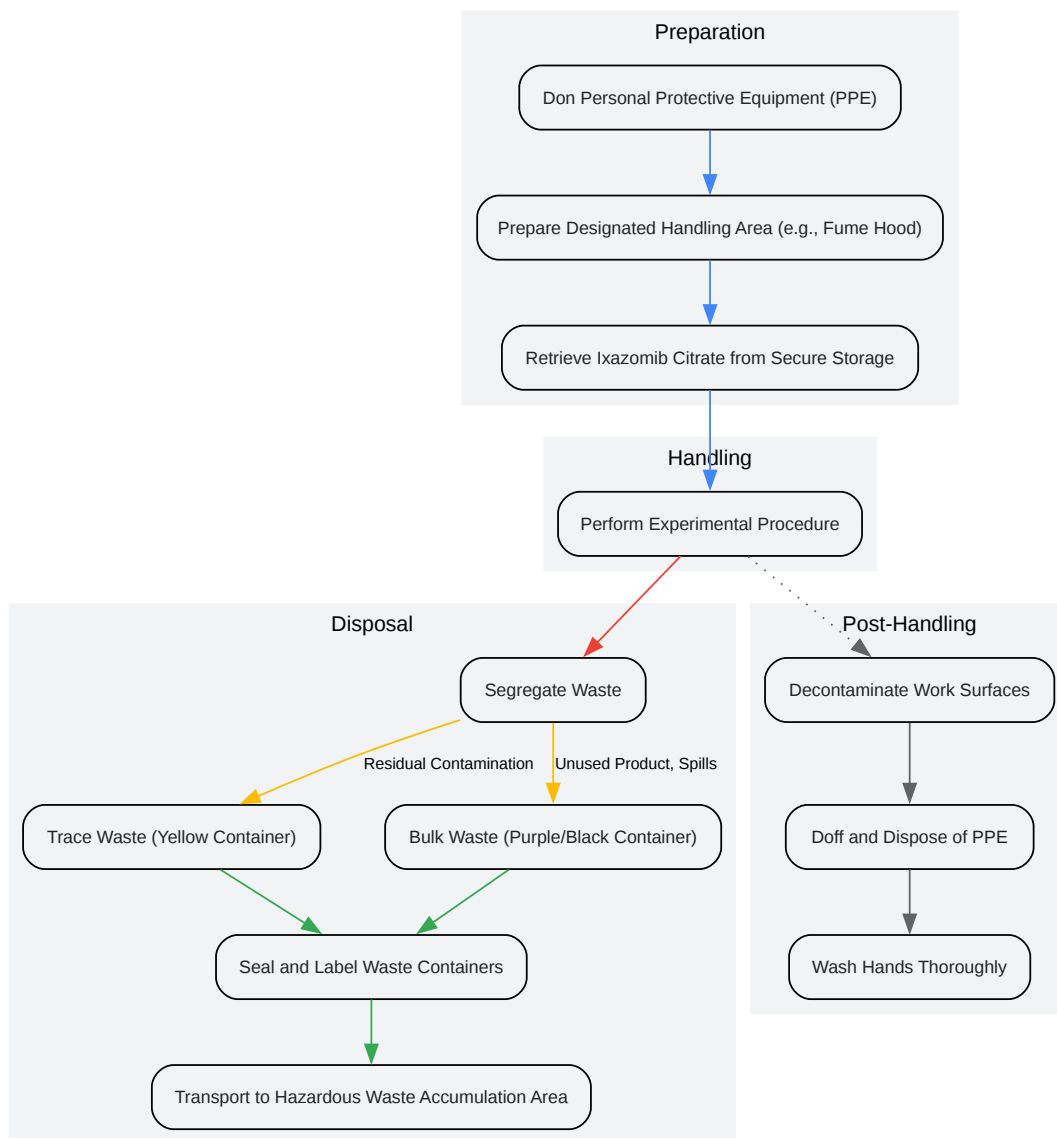 Preparation
Don Personal Protective Equipment (PPE)
Prepare Designated Handling Area (e.g., Fume Hood)
Retrieve Ixazomib Citrate from Secure Storage
Handling
Perform Experimental Procedure
Disposal
Segregate Waste
Residual Contamination
Unused Product, Spills
Trace Waste (Yellow Container)
Bulk Waste (Purple/Black Container)
Seal and Label Waste Containers
Transport to Hazardous Waste Accumulation Area
Post-Handling
Decontaminate Work Surfaces
Doff and Dispose of PPE
Wash Hands Thoroughly